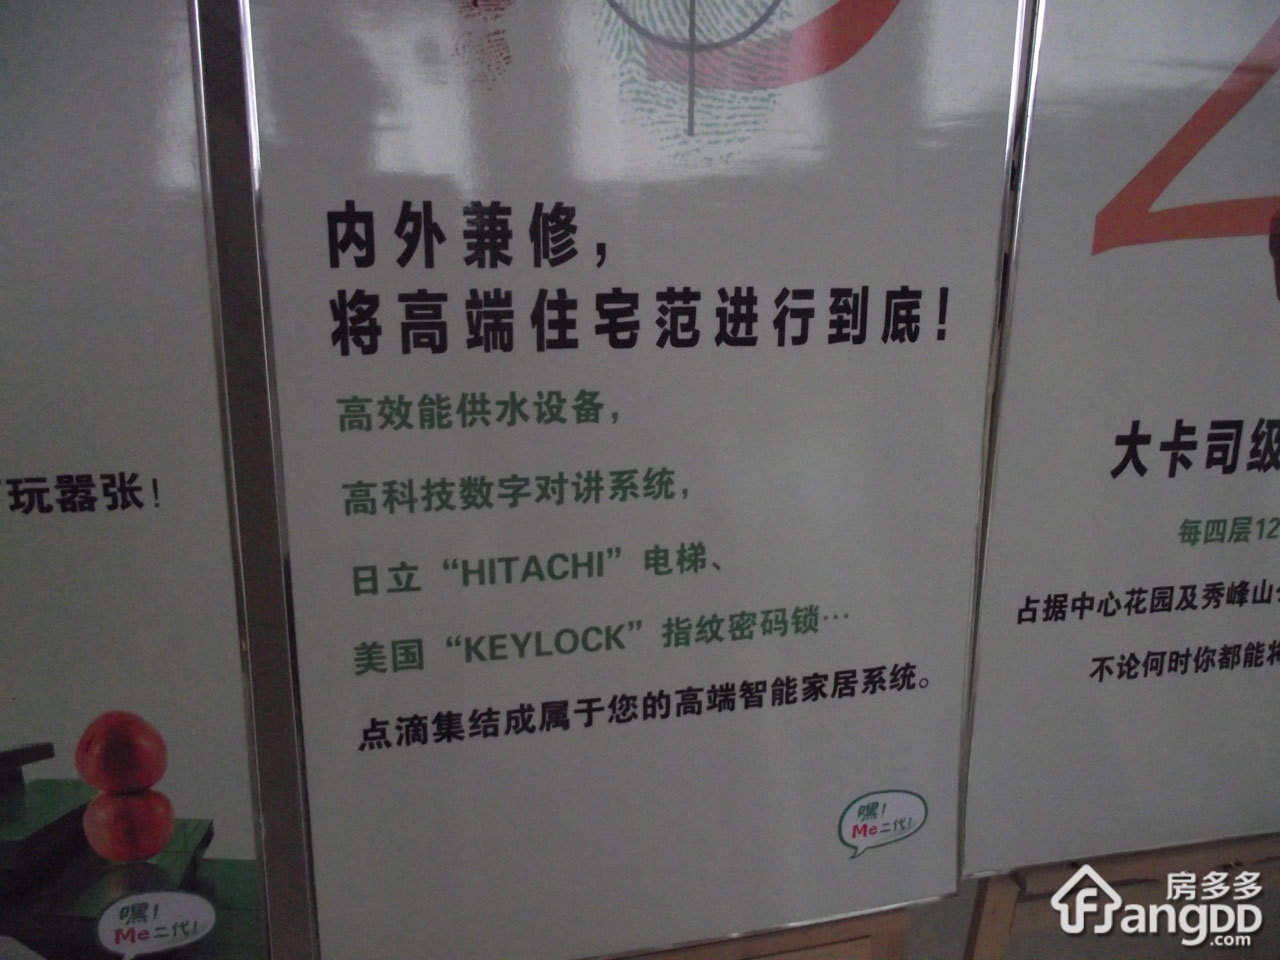 玩嚣张!
内外兼修，
将高端住宅范进行到底!
高效能供水设备，
高科技数字对讲系统，
日立“HITACHI”电梯、
美国“KEYLOCK”指纹密码锁…
点滴集结成属于您的高端智能家居系统。
嘿!
Me二代!
大卡司级
每四层12
占据中心花园及秀峰山
不论何时你都能
嘿!
Me二代!
房多多
FangDD
.com